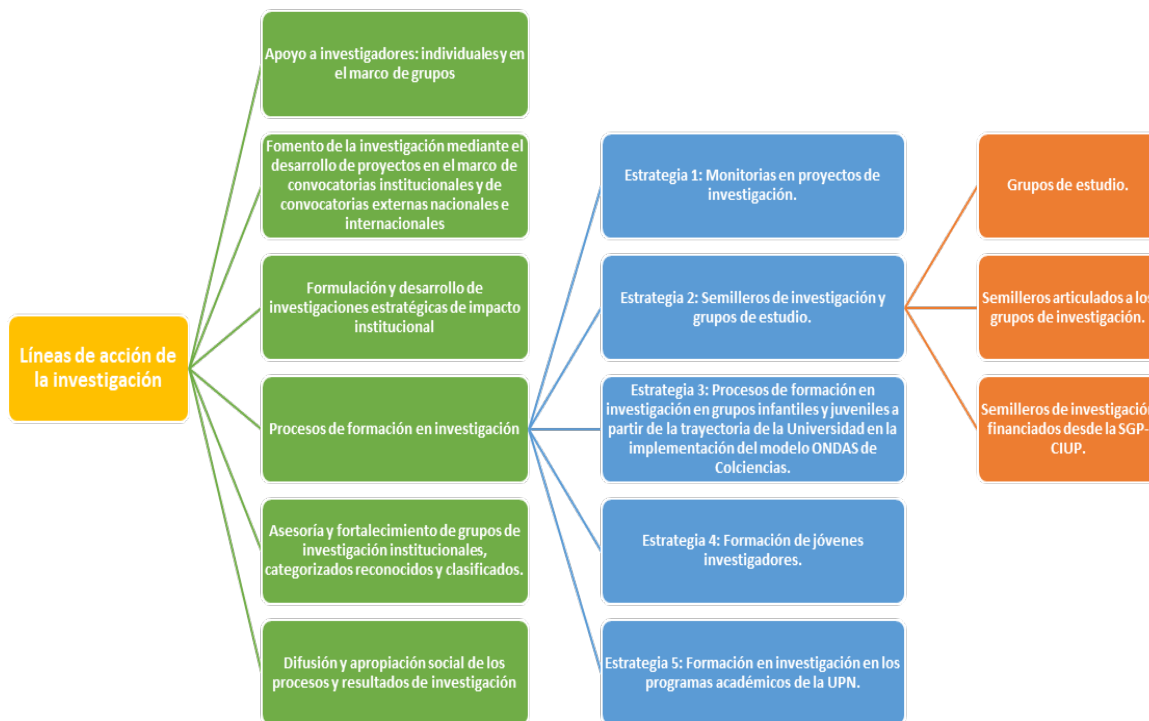 Líneas de acción de
la investigación
Apoyo a investigadores: individuales y en
el marco de grupos
Fomento de la investigación mediante el
desarrollo de proyectos en el marco de
convocatorias institucionales y de
convocatorias externas nacionales e
internacionales
Formulación y desarrollo de
investigaciones estratégicas de impacto
institucional
Procesos de formación en investigación
Asesoría y fortalecimiento de grupos de
investigación institucionales,
categorizados reconocidos y clasificados.
Difusión y apropiación social de los
procesos y resultados de investigación
Estrategia 1: Monitorias en proyectos de
investigación.
Estrategia 2: Semilleros de investigación y
grupos de estudio.
Estrategia 3: Procesos de formación en
investigación en grupos infantiles y juveniles a
partir de la trayectoria de la Universidad en la
implementación del modelo ONDAS de
Colciencias.
Estrategia 4: Formación de jóvenes
investigadores.
Estrategia 5: Formación en investigación en los
programas académicos de la UPN.
Grupos de estudio.
Semilleros articulados a los
grupos de investigación.
Semilleros de investigación
financiados desde la SGP-
CIUP.